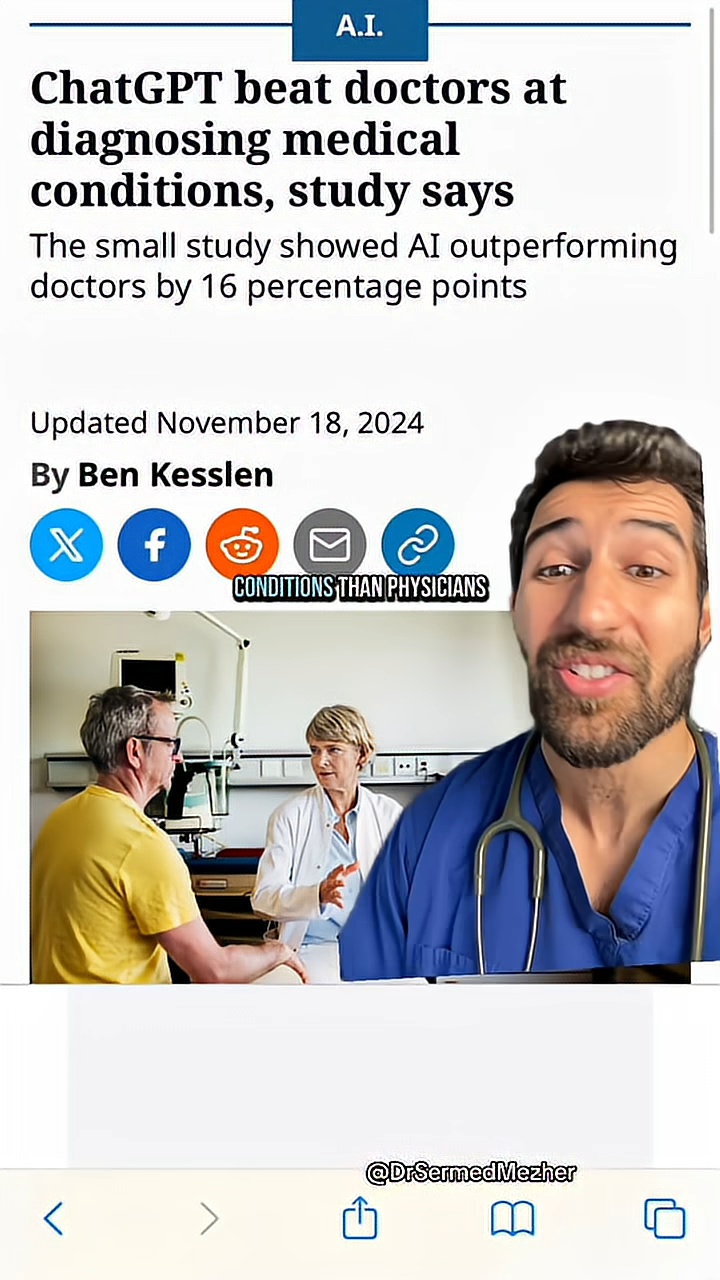 A.I.
ChatGPT beat doctors at
diagnosing medical
conditions, study says
The small study showed AI outperforming
doctors by 16 percentage points
Updated November 18, 2024
By Ben Kesslen
CONDITIONS THAN PHYSICIANS
@DrSermedMezher